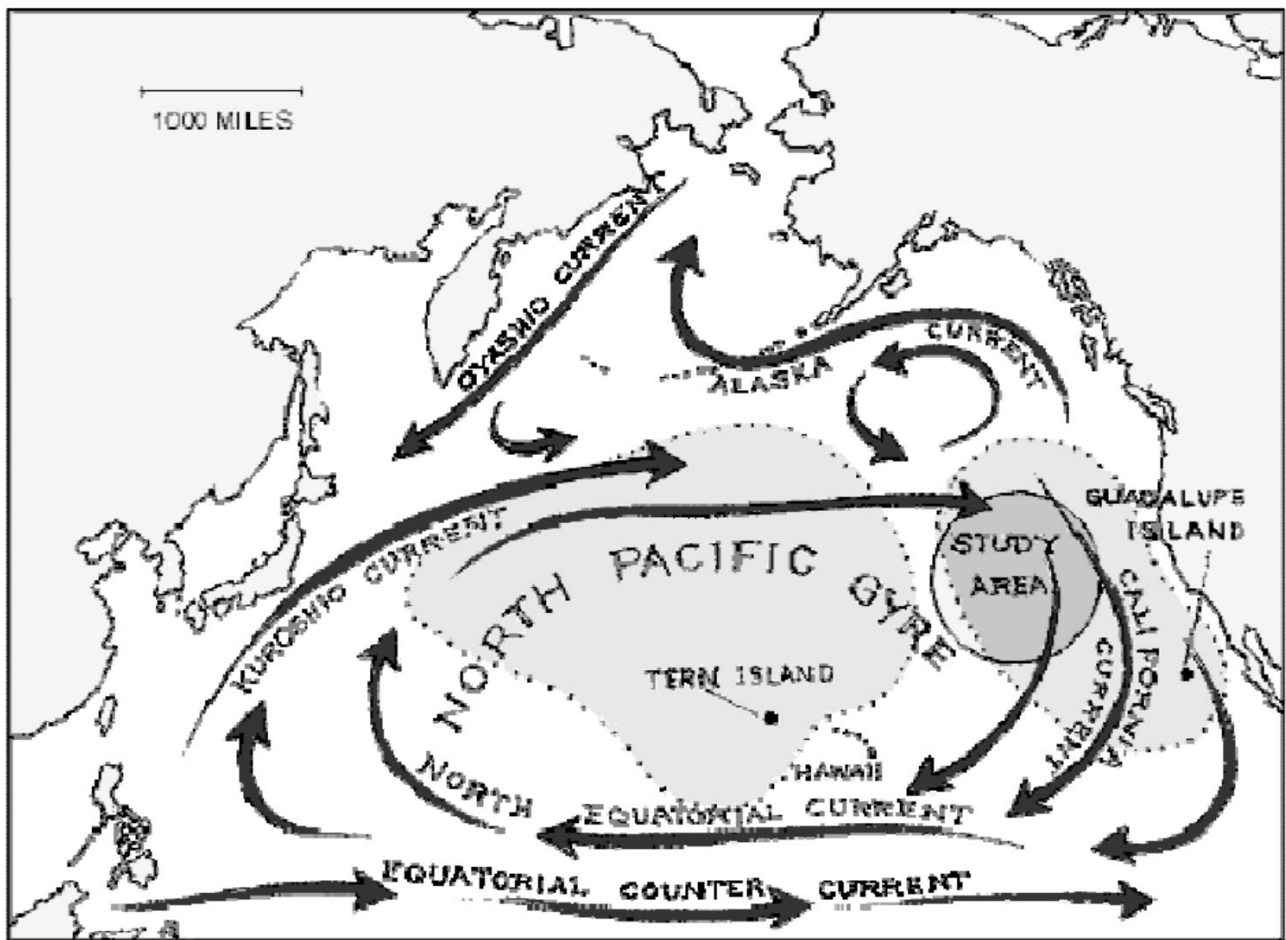 1000 MILES
OYASHIO CURRENT
ALASKA CURRENT
KUROSHIO CURRENT
NORTH PACIFIC GYRE
STUDY
AREA
GUADALUPE
ISLAND
CALIFORNIA
CURRENT
TERN ISLAND
HAWAII
NORTH EQUATORIAL CURRENT
EQUATORIAL COUNTER CURRENT